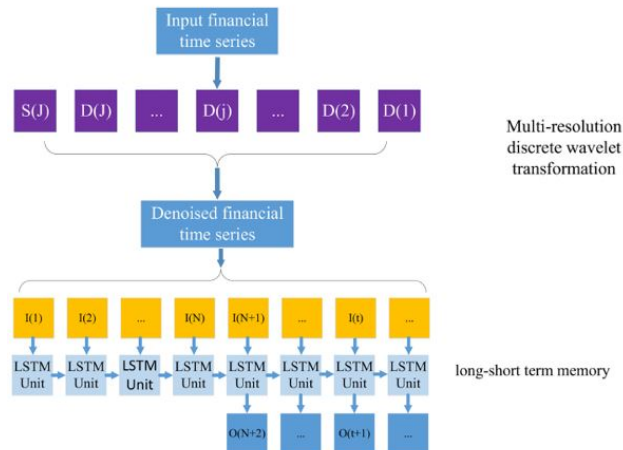 Input financial
time series
S(J) D(J) ... D(j) ... D(2) D(1)
Multi-resolution
discrete wavelet
transformation
Denoised financial
time series
I(1) I(2) ... I(N) I(N+1) ... I(t) ...
LSTM LSTM LSTM LSTM LSTM LSTM LSTM LSTM
Unit Unit Unit Unit Unit Unit Unit Unit
long-short term memory
O(N+2) ... O(t+1) ...